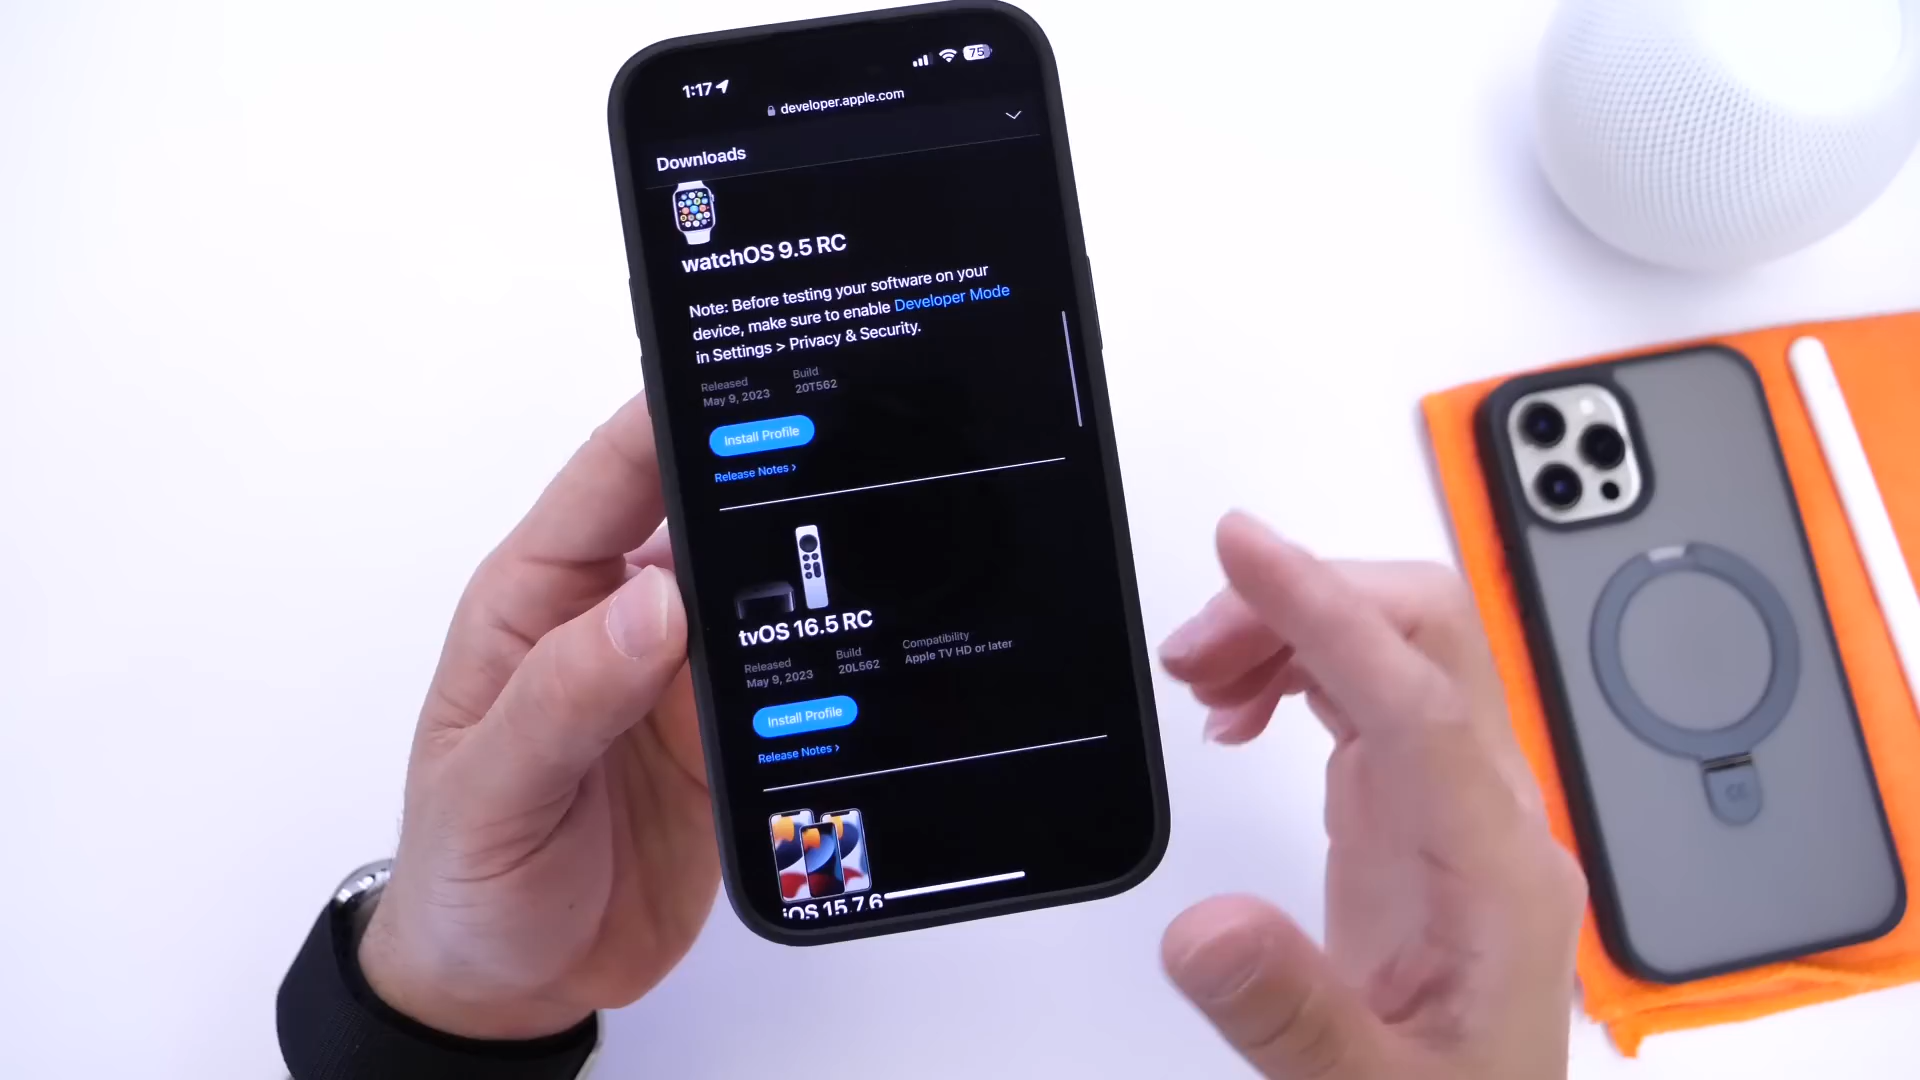 1:17
75
developer.apple.com
Downloads
watchOS 9.5 RC
Note: Before testing your software on your
device, make sure to enable Developer Mode
in Settings > Privacy & Security.
Released
May 9, 2023
Build
20T562
Install Profile
Release Notes >
tvOS 16.5 RC
Released
May 9, 2023
Build
20L562
Compatibility
Apple TV HD or later
Install Profile
Release Notes >
iOS 15.7.6